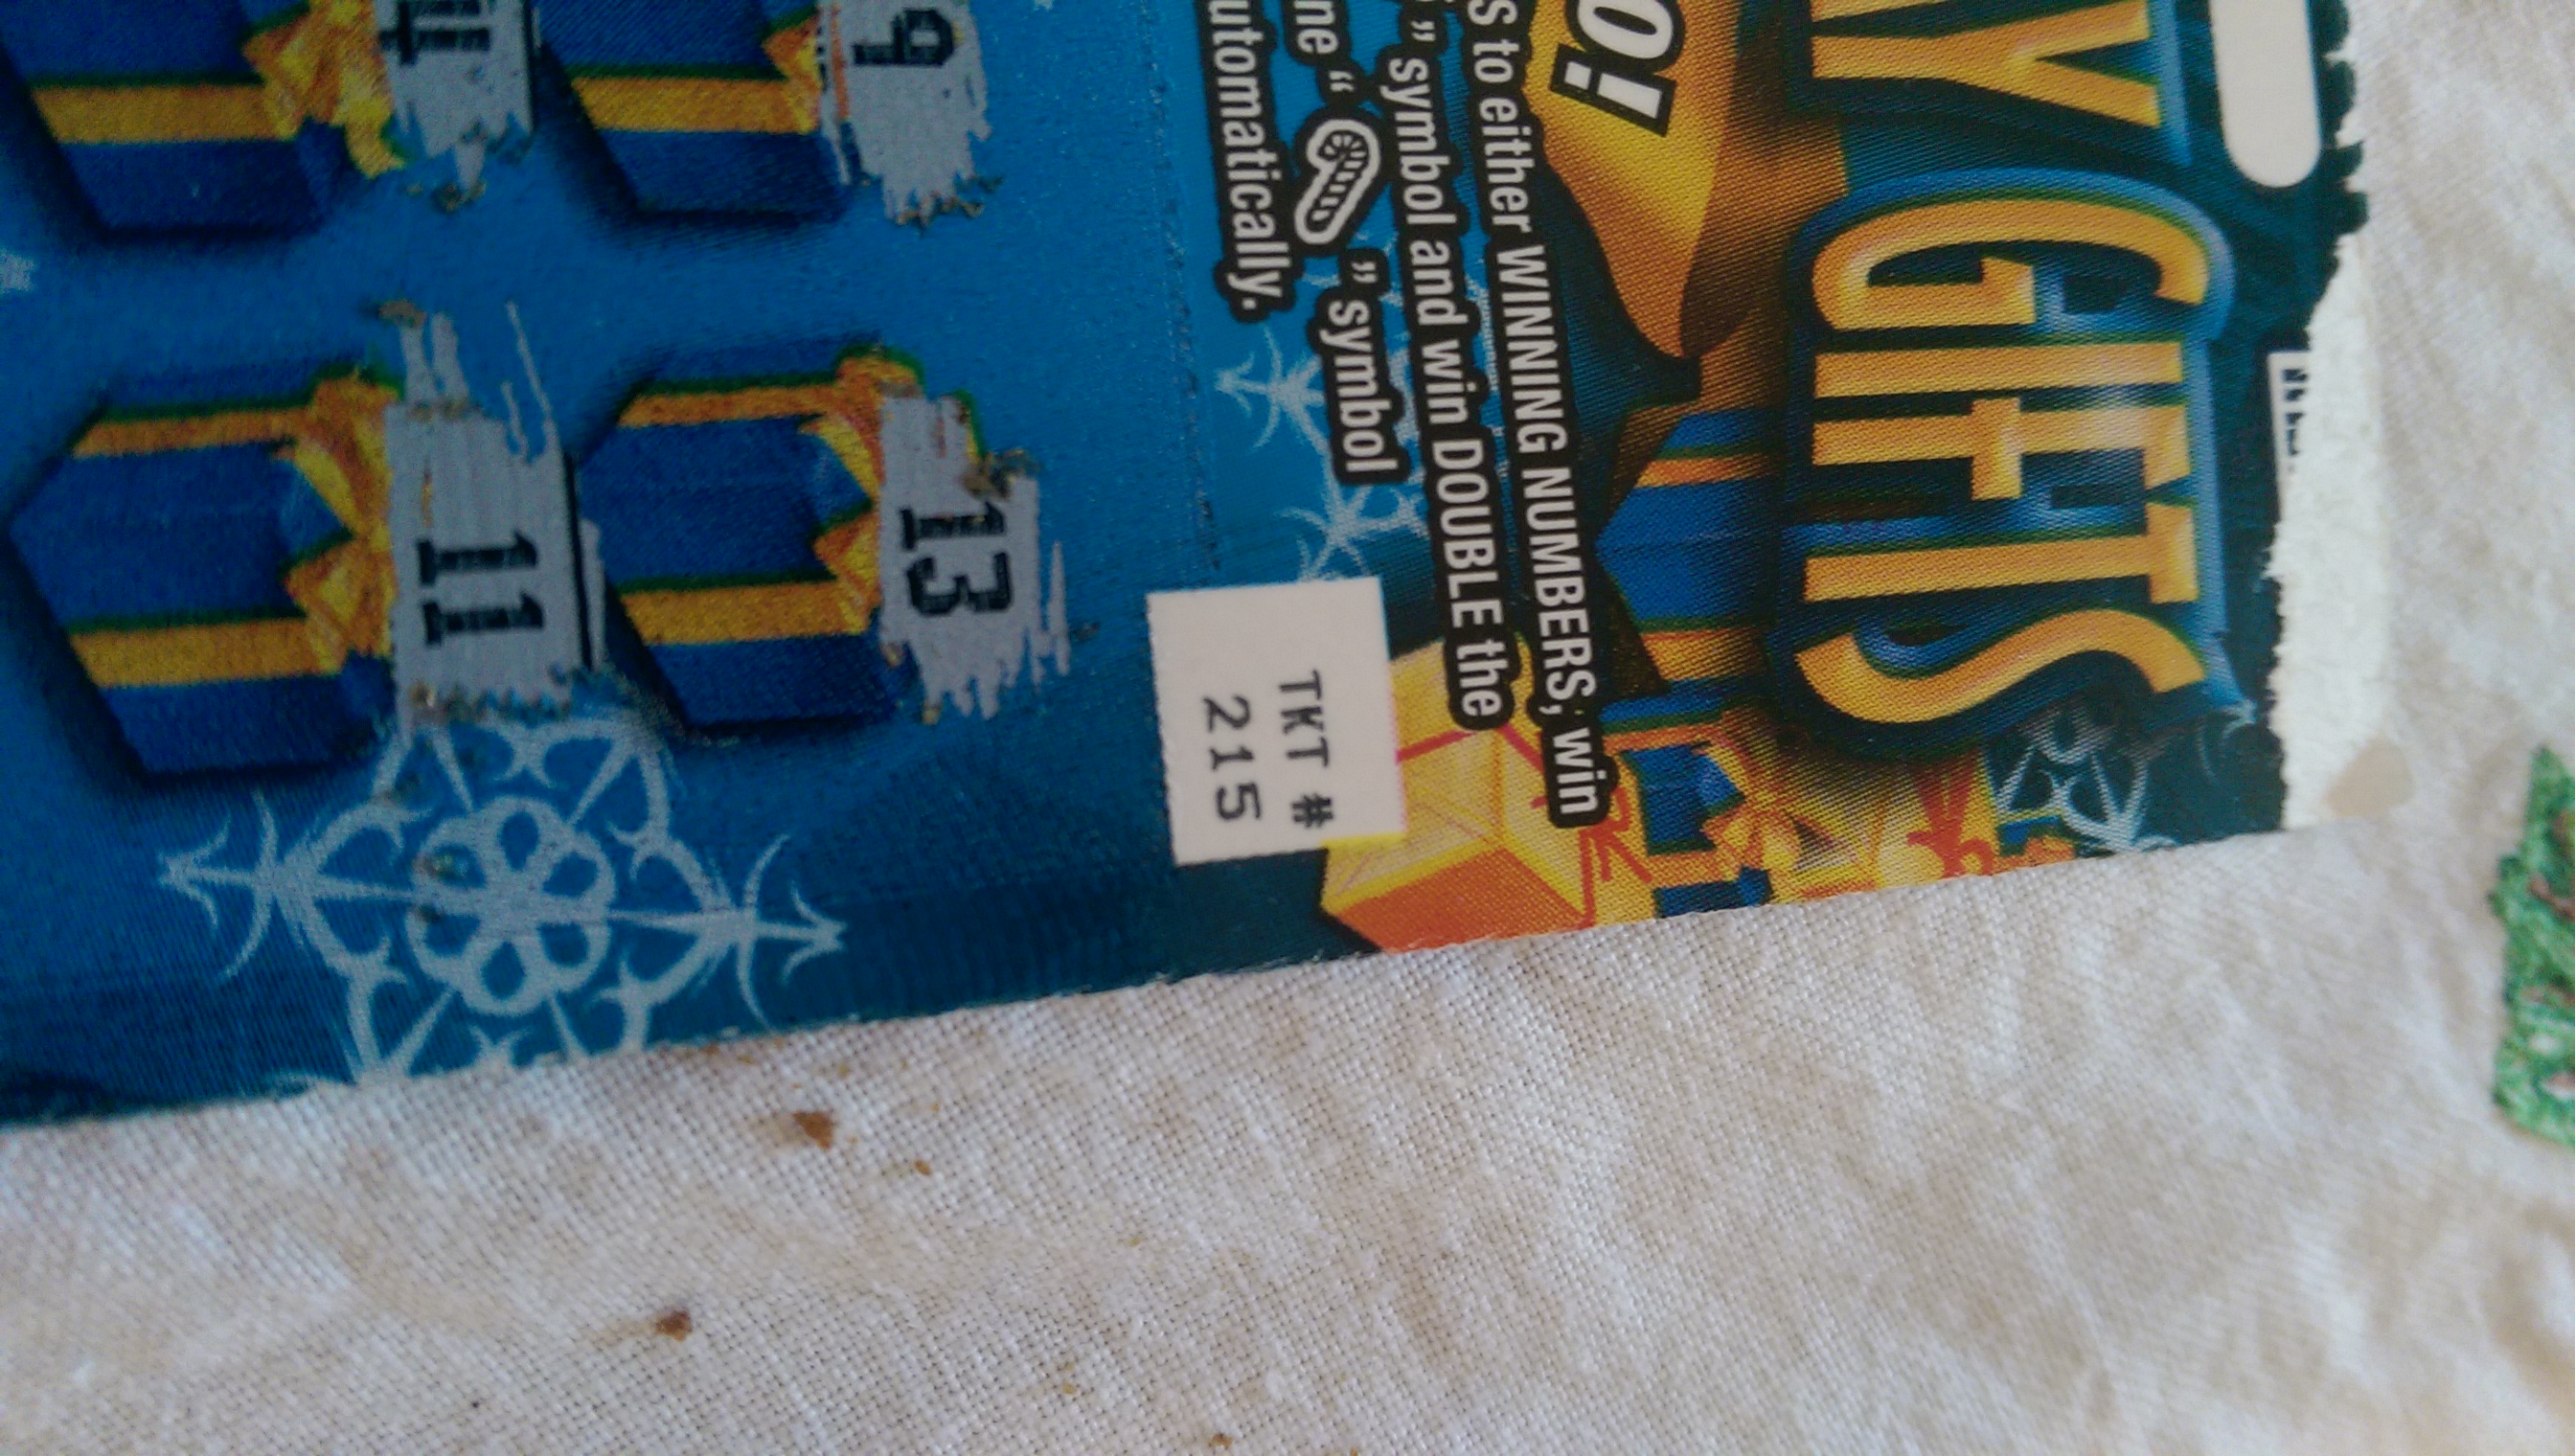 Y GIFTS
O!
S to either WINNING NUMBERS, win
" symbol and win DOUBLE the
ne " " symbol
utomatically.
TKT #
215
9
13
11